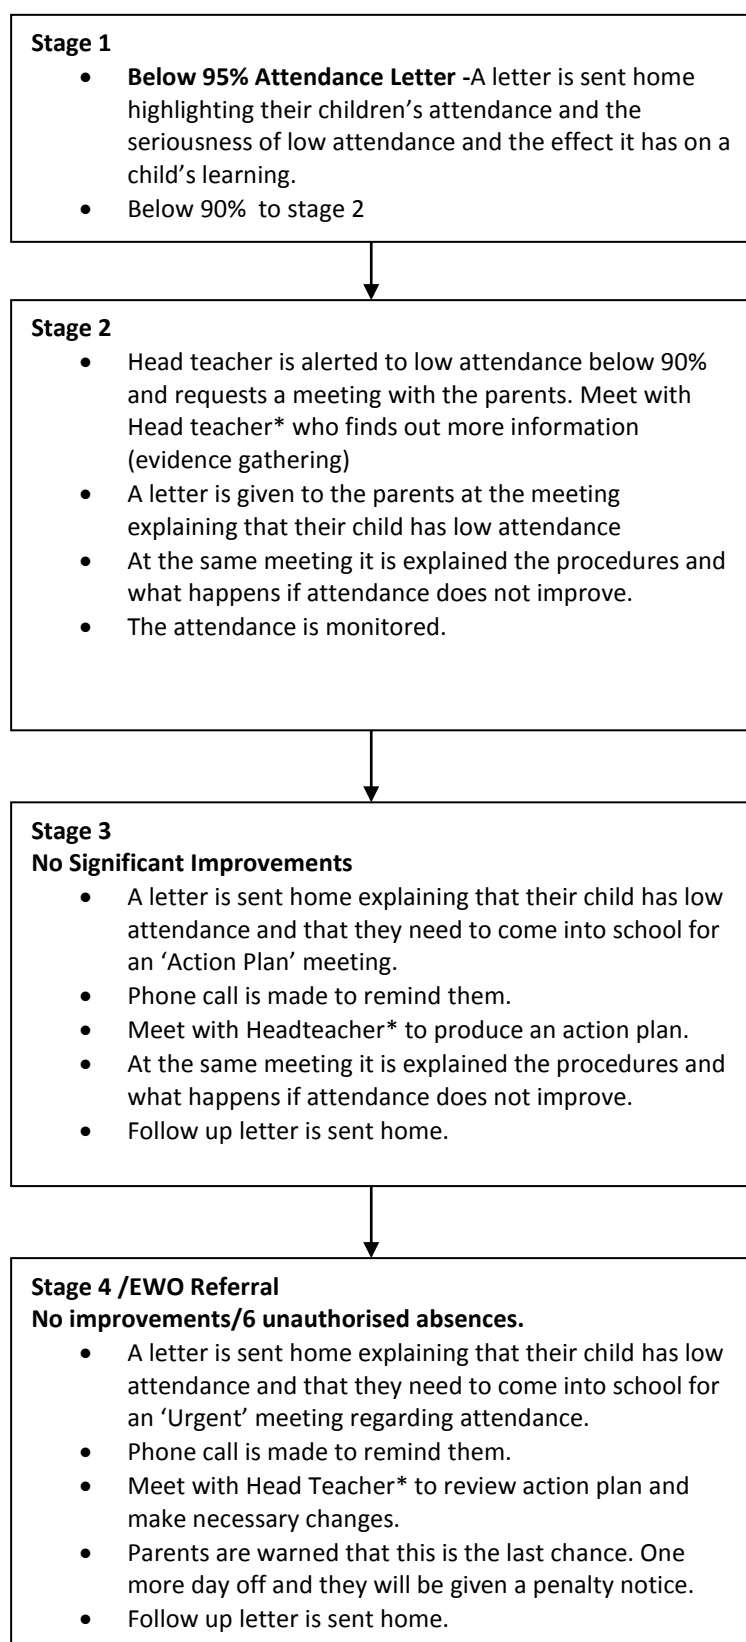 Stage 1
• Below 95% Attendance Letter -A letter is sent home
highlighting their children’s attendance and the
seriousness of low attendance and the effect it has on a
child’s learning.
• Below 90%  to stage 2
Stage 2
• Head teacher is alerted to low attendance below 90%
and requests a meeting with the parents. Meet with
Head teacher* who finds out more information
(evidence gathering)
• A letter is given to the parents at the meeting
explaining that their child has low attendance
• At the same meeting it is explained the procedures and
what happens if attendance does not improve.
• The attendance is monitored.
Stage 3
No Significant Improvements
• A letter is sent home explaining that their child has low
attendance and that they need to come into school for
an ‘Action Plan’ meeting.
• Phone call is made to remind them.
• Meet with Headteacher* to produce an action plan.
• At the same meeting it is explained the procedures and
what happens if attendance does not improve.
• Follow up letter is sent home.
Stage 4 /EWO Referral
No improvements/6 unauthorised absences.
• A letter is sent home explaining that their child has low
attendance and that they need to come into school for
an ‘Urgent’ meeting regarding attendance.
• Phone call is made to remind them.
• Meet with Head Teacher* to review action plan and
make necessary changes.
• Parents are warned that this is the last chance. One
more day off and they will be given a penalty notice.
• Follow up letter is sent home.